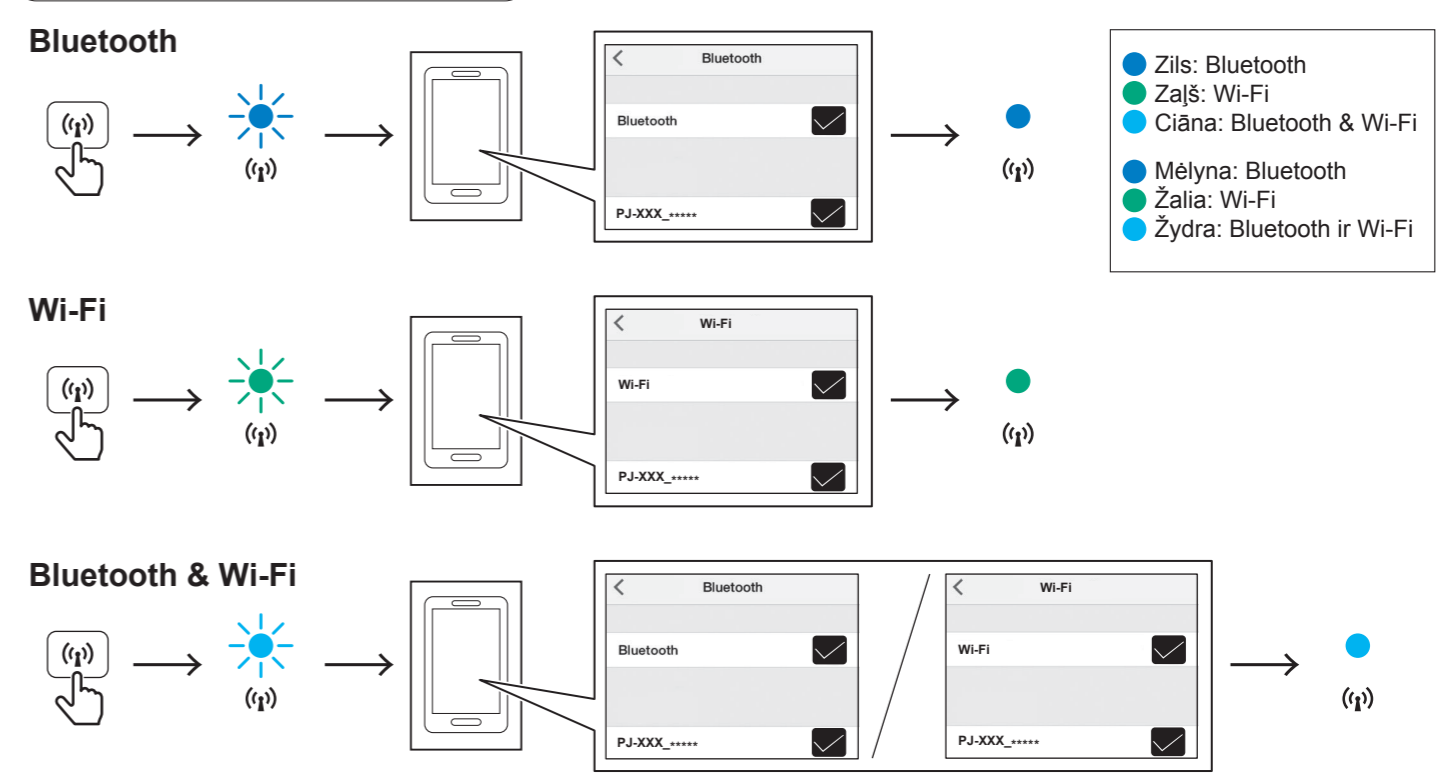 Bluetooth
Bluetooth
Bluetooth
PJ-XXX_*****
Zils: Bluetooth
Zaļš: Wi-Fi
Ciāna: Bluetooth & Wi-Fi
Mėlyna: Bluetooth
Žalia: Wi-Fi
Žydra: Bluetooth ir Wi-Fi
Wi-Fi
Wi-Fi
Wi-Fi
PJ-XXX_*****
Bluetooth & Wi-Fi
Bluetooth
Bluetooth
PJ-XXX_*****
Wi-Fi
Wi-Fi
PJ-XXX_*****